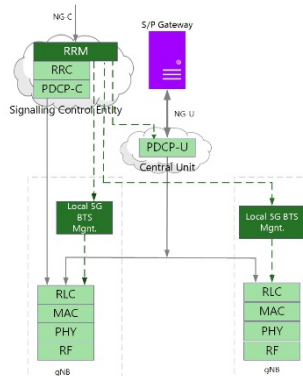 NG-C
S/P Gateway
RRM
RRC
PDCP-C
Signalling Control Entity
NG-U
PDCP-U
Central Unit
Local 5G
BTS
Mgnt.
Local 5G
BTS
Mgnt.
RLC
MAC
PHY
RF
gNB
RLC
MAC
PHY
RF
gNB